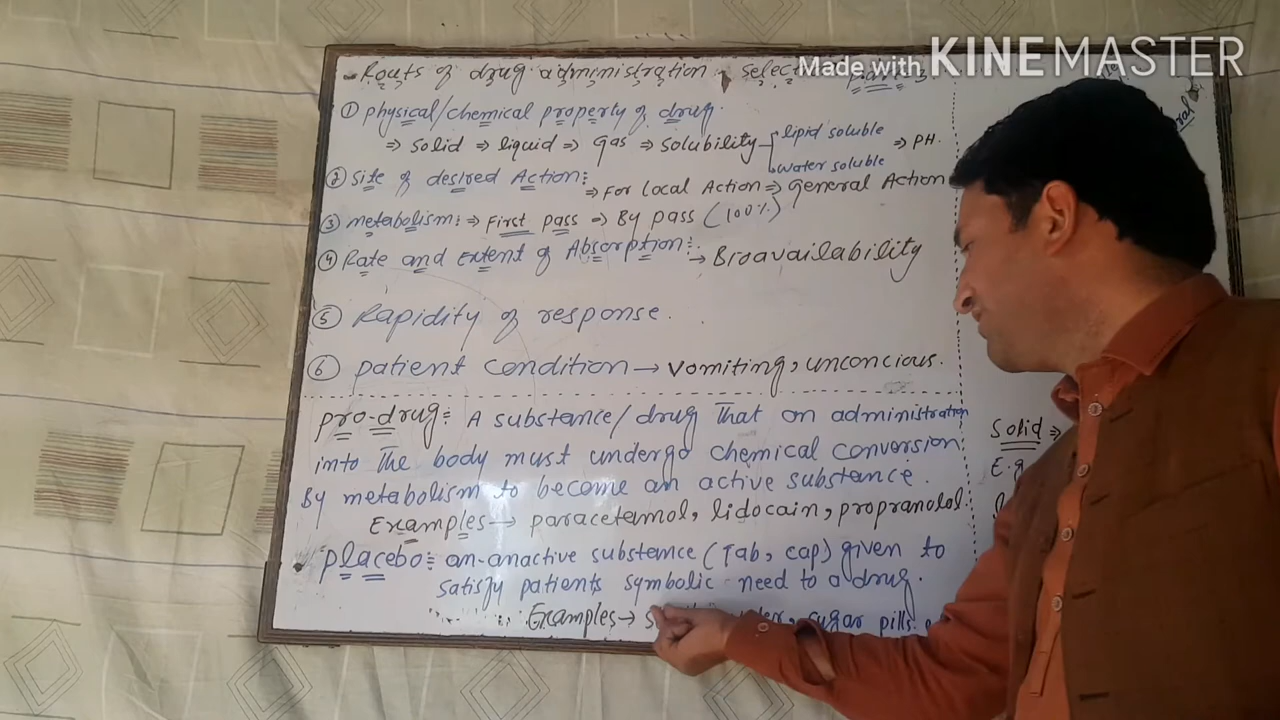 Made with KINEMASTER
Routs of drug administration
① physical/chemical property of drug.
⇒ solid ⇒ liquid ⇒ Gas ⇒ solubility lipid soluble ⇒ PH.
water soluble
② Site of desired Action:
⇒ For Local Action ⇒ General Action
③ metabolism: ⇒ First pass ⇒ By pass (100%)
④ Rate and extent of Absorption: → Bioavailability
⑤ Rapidity of response.
⑥ patient condition → vomiting, unconcious.
pro-drug: A substance/drug That on administration
into The body must undergo chemical conversion
By metabolism to become an active substance.
Examples → paracetamol, lidocain, propranolol.
placebo: an-anactive substance (Tab, cap) given to
satisfy patients symbolic need to a drug.
Examples → sugar pills.
Solid ⇒
E.g